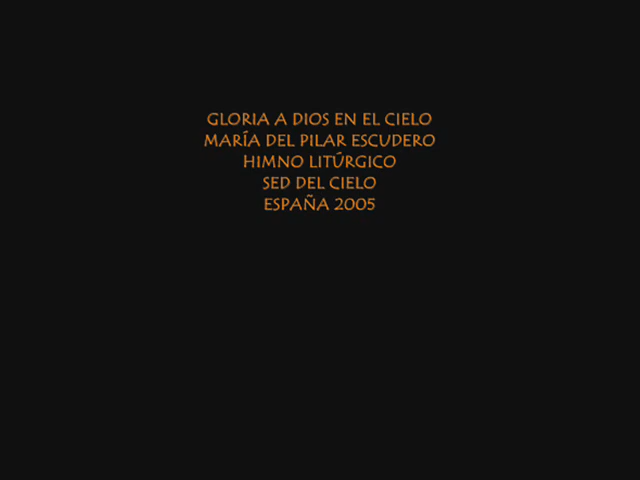 GLORIA A DIOS EN EL CIELO
MARÍA DEL PILAR ESCUDERO
HIMNO LITÚRGICO
SED DEL CIELO
ESPAÑA 2005